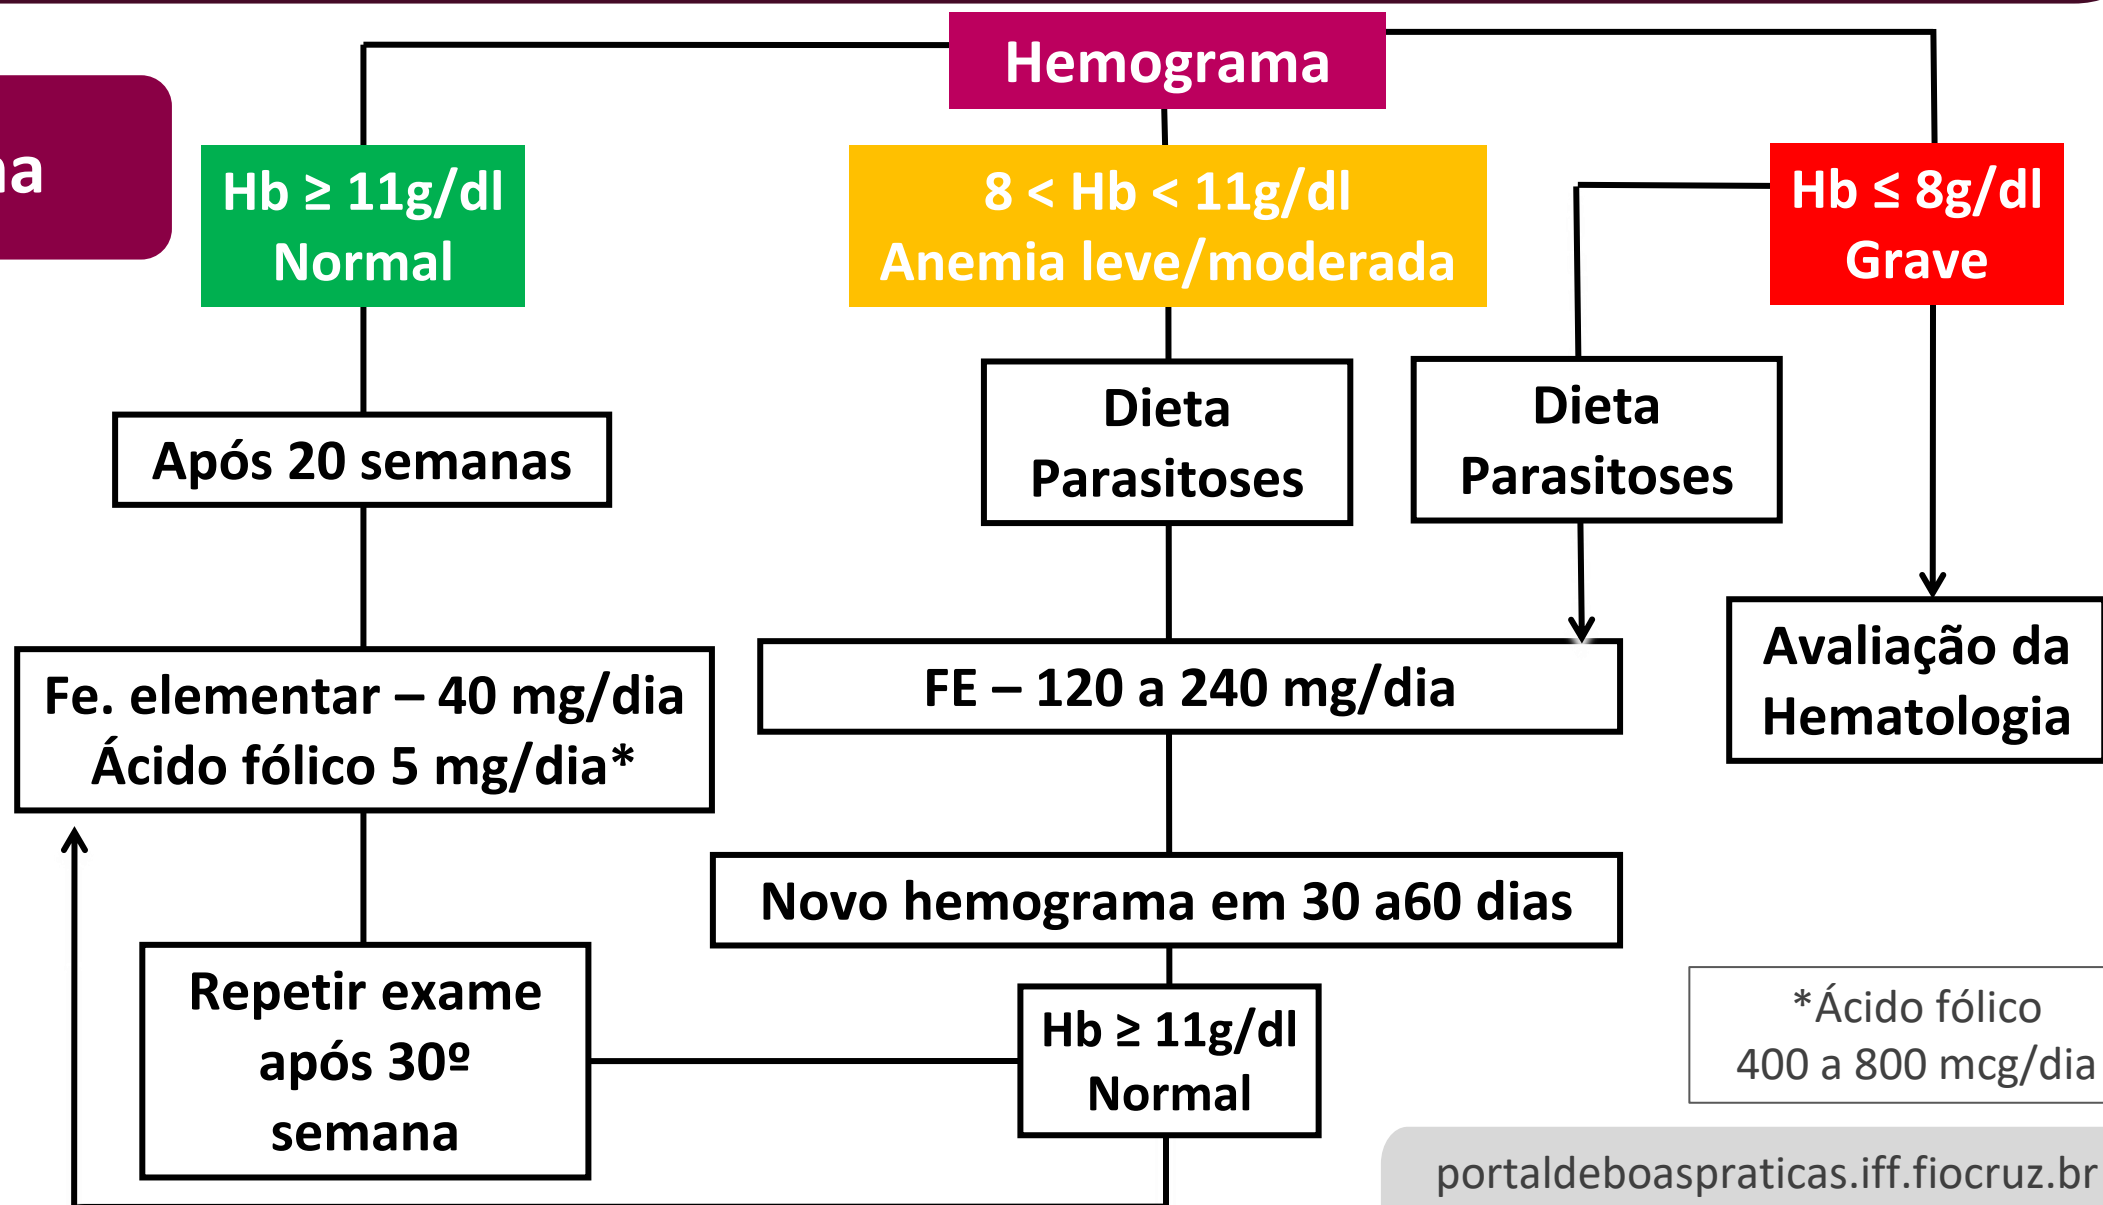 Hemograma
Hb ≥ 11g/dl
Normal
8 < Hb < 11g/dl
Anemia leve/moderada
Hb ≤ 8g/dl
Grave
Após 20 semanas
Dieta
Parasitoses
Dieta
Parasitoses
Fe. elementar – 40 mg/dia
Ácido fólico 5 mg/dia*
FE – 120 a 240 mg/dia
Avaliação da
Hematologia
Novo hemograma em 30 a60 dias
Repetir exame
após 30º
semana
Hb ≥ 11g/dl
Normal
*Ácido fólico
400 a 800 mcg/dia
portaldeboaspraticas.iff.fiocruz.br